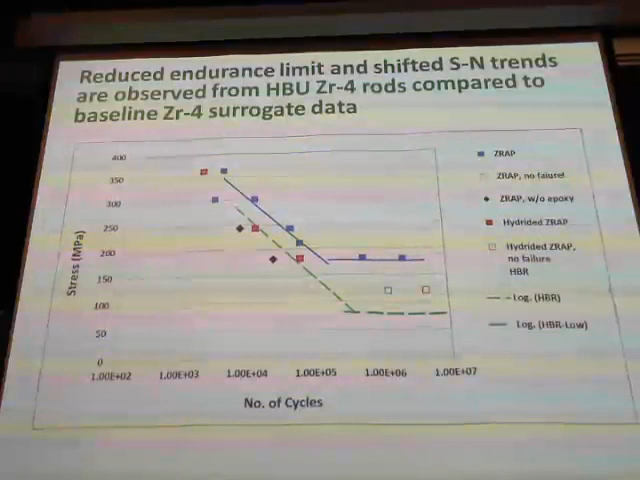 Reduced endurance limit and shifted S-N trends
are observed from HBU Zr-4 rods compared to
baseline Zr-4 surrogate data
400
350
300
250
200
150
100
50
0
Stress (MPa)
1.00E+02 1.00E+03 1.00E+04 1.00E+05 1.00E+06 1.00E+07
No. of Cycles
ZRAP
ZRAP, no failure
ZRAP, w/o epoxy
Hydrided ZRAP
Hydrided ZRAP,
no failure
HBR
Log. (HBR)
Log. (HBR-Low)